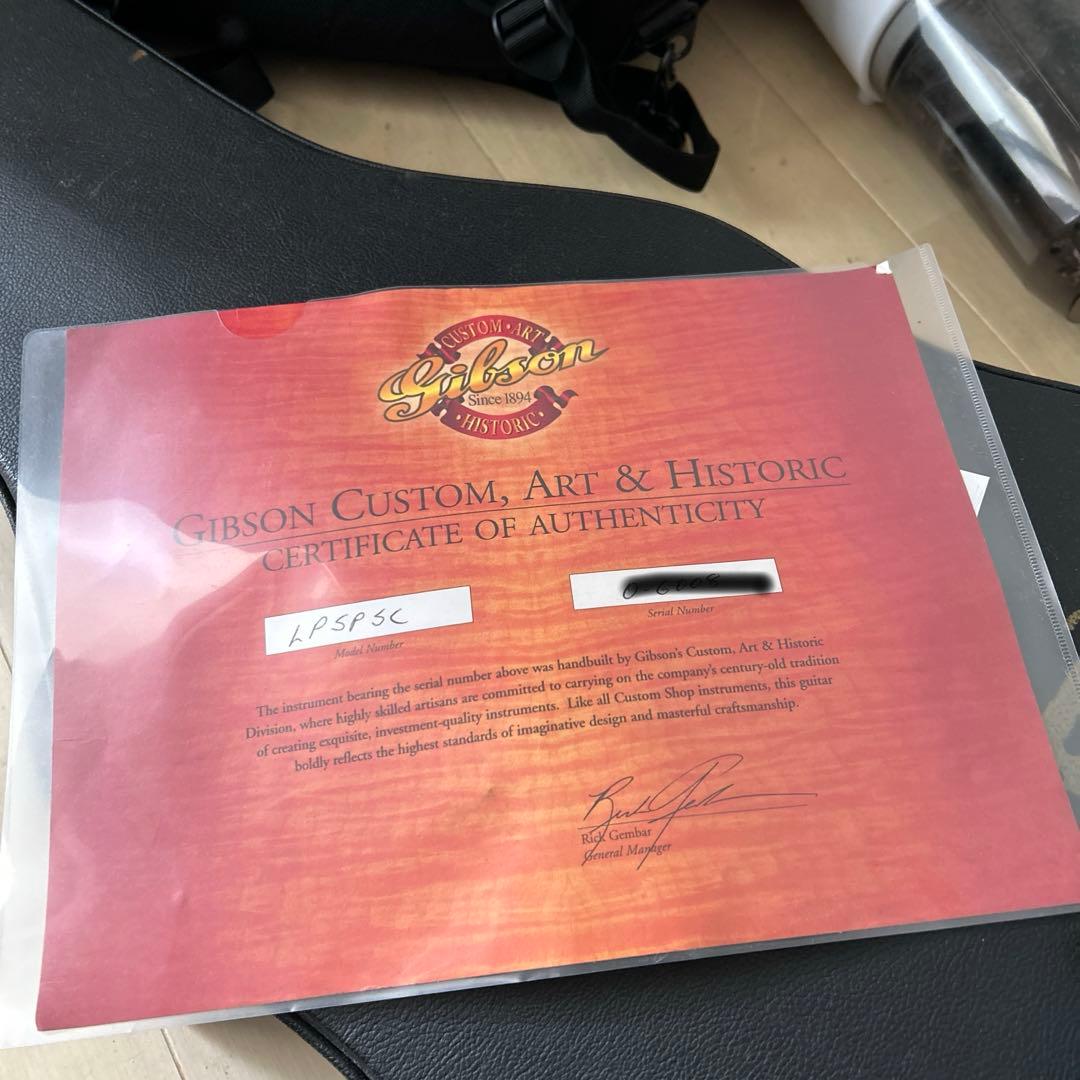 CUSTOM · ART
Gibson
Since 1894
· HISTORIC ·
GIBSON CUSTOM, ART & HISTORIC
CERTIFICATE OF AUTHENTICITY
LPSPSC
Model Number
Serial Number
The instrument bearing the serial number above was handbuilt by Gibson's Custom, Art & Historic
Division, where highly skilled artisans are committed to carrying on the company's century-old tradition
of creating exquisite, investment-quality instruments. Like all Custom Shop instruments, this guitar
boldly reflects the highest standards of imaginative design and masterful craftsmanship.
Rick Gembar
General Manager